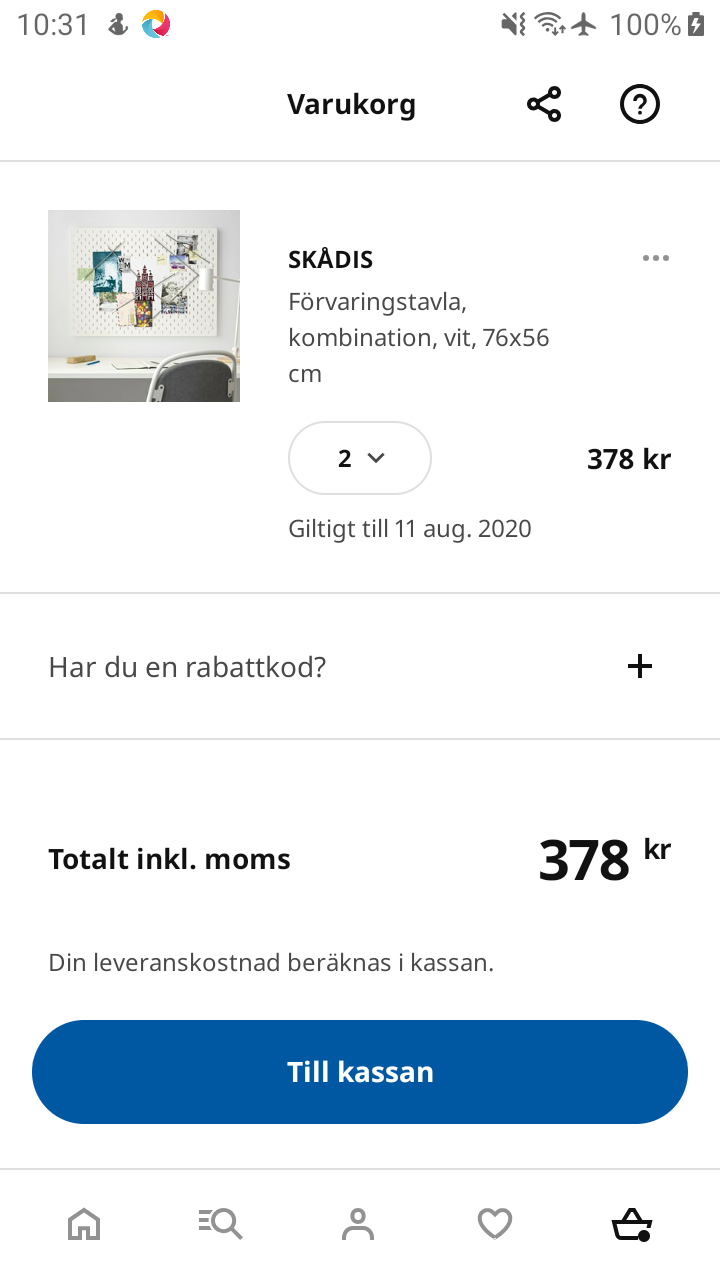 10:31
100%
Varukorg
SKÅDIS
Förvaringstavla,
kombination, vit, 76x56
cm
2
378 kr
Giltigt till 11 aug. 2020
Har du en rabattkod?
Totalt inkl. moms
378 kr
Din leveranskostnad beräknas i kassan.
Till kassan